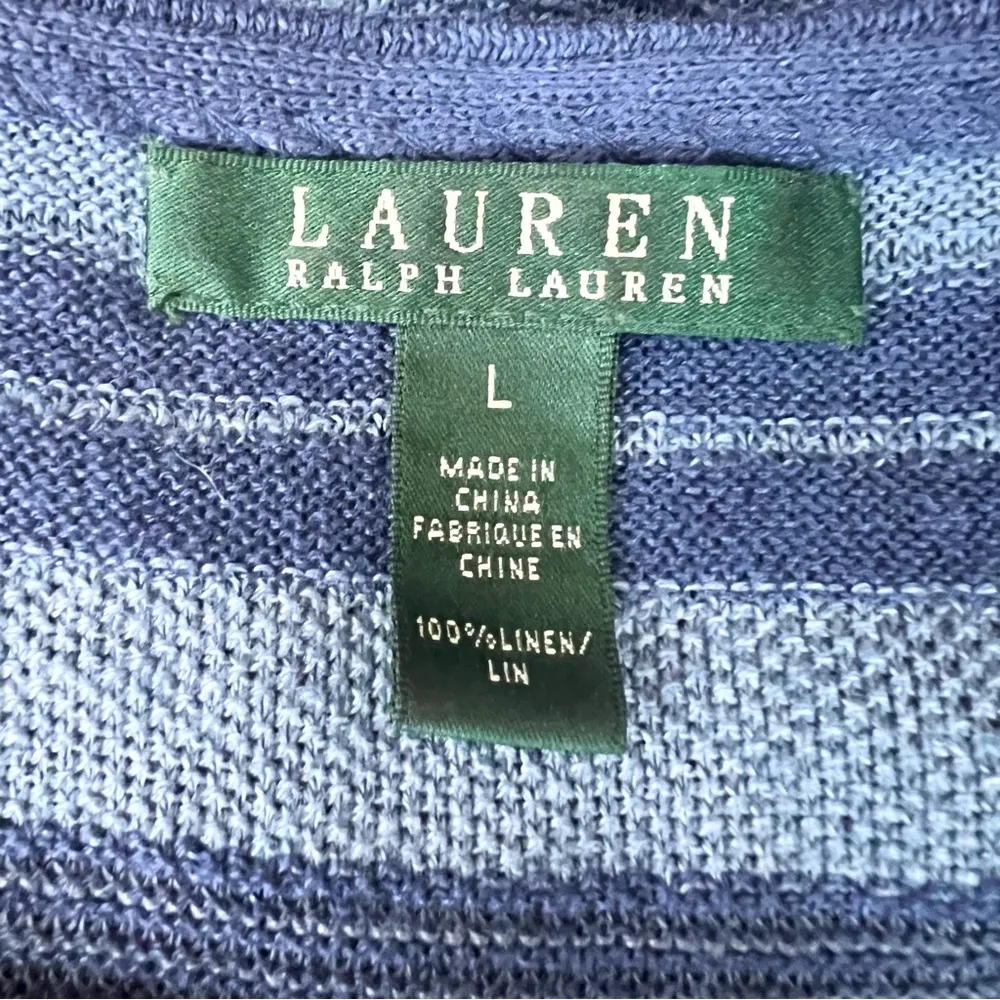 LAUREN
RALPH LAUREN
L
MADE IN
CHINA
FABRIQUE EN
CHINE
100%LINEN/
LIN